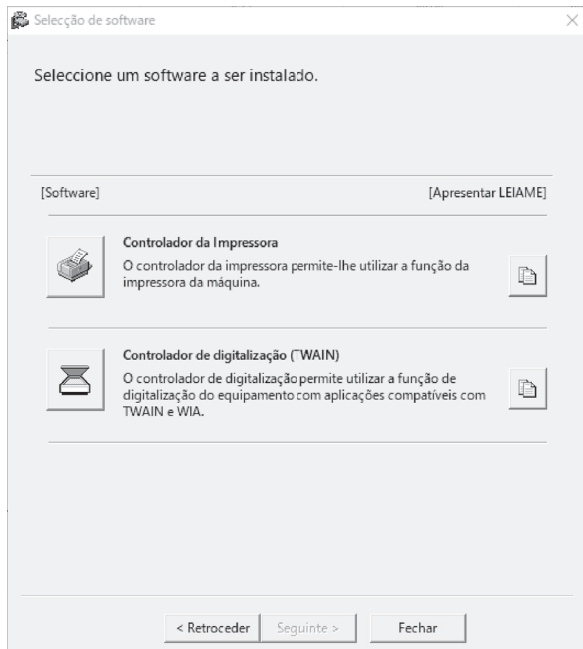 Selecção de software
Seleccione um software a ser instalado.
[Software] [Apresentar LEIAME]
Controlador da Impressora
O controlador da impressora permite-lhe utilizar a função da
impressora da máquina.
Controlador de digitalização (TWAIN)
O controlador de digitalização permite utilizar a função de
digitalização do equipamento com aplicações compatíveis com
TWAIN e WIA.
< Retroceder Seguinte > Fechar